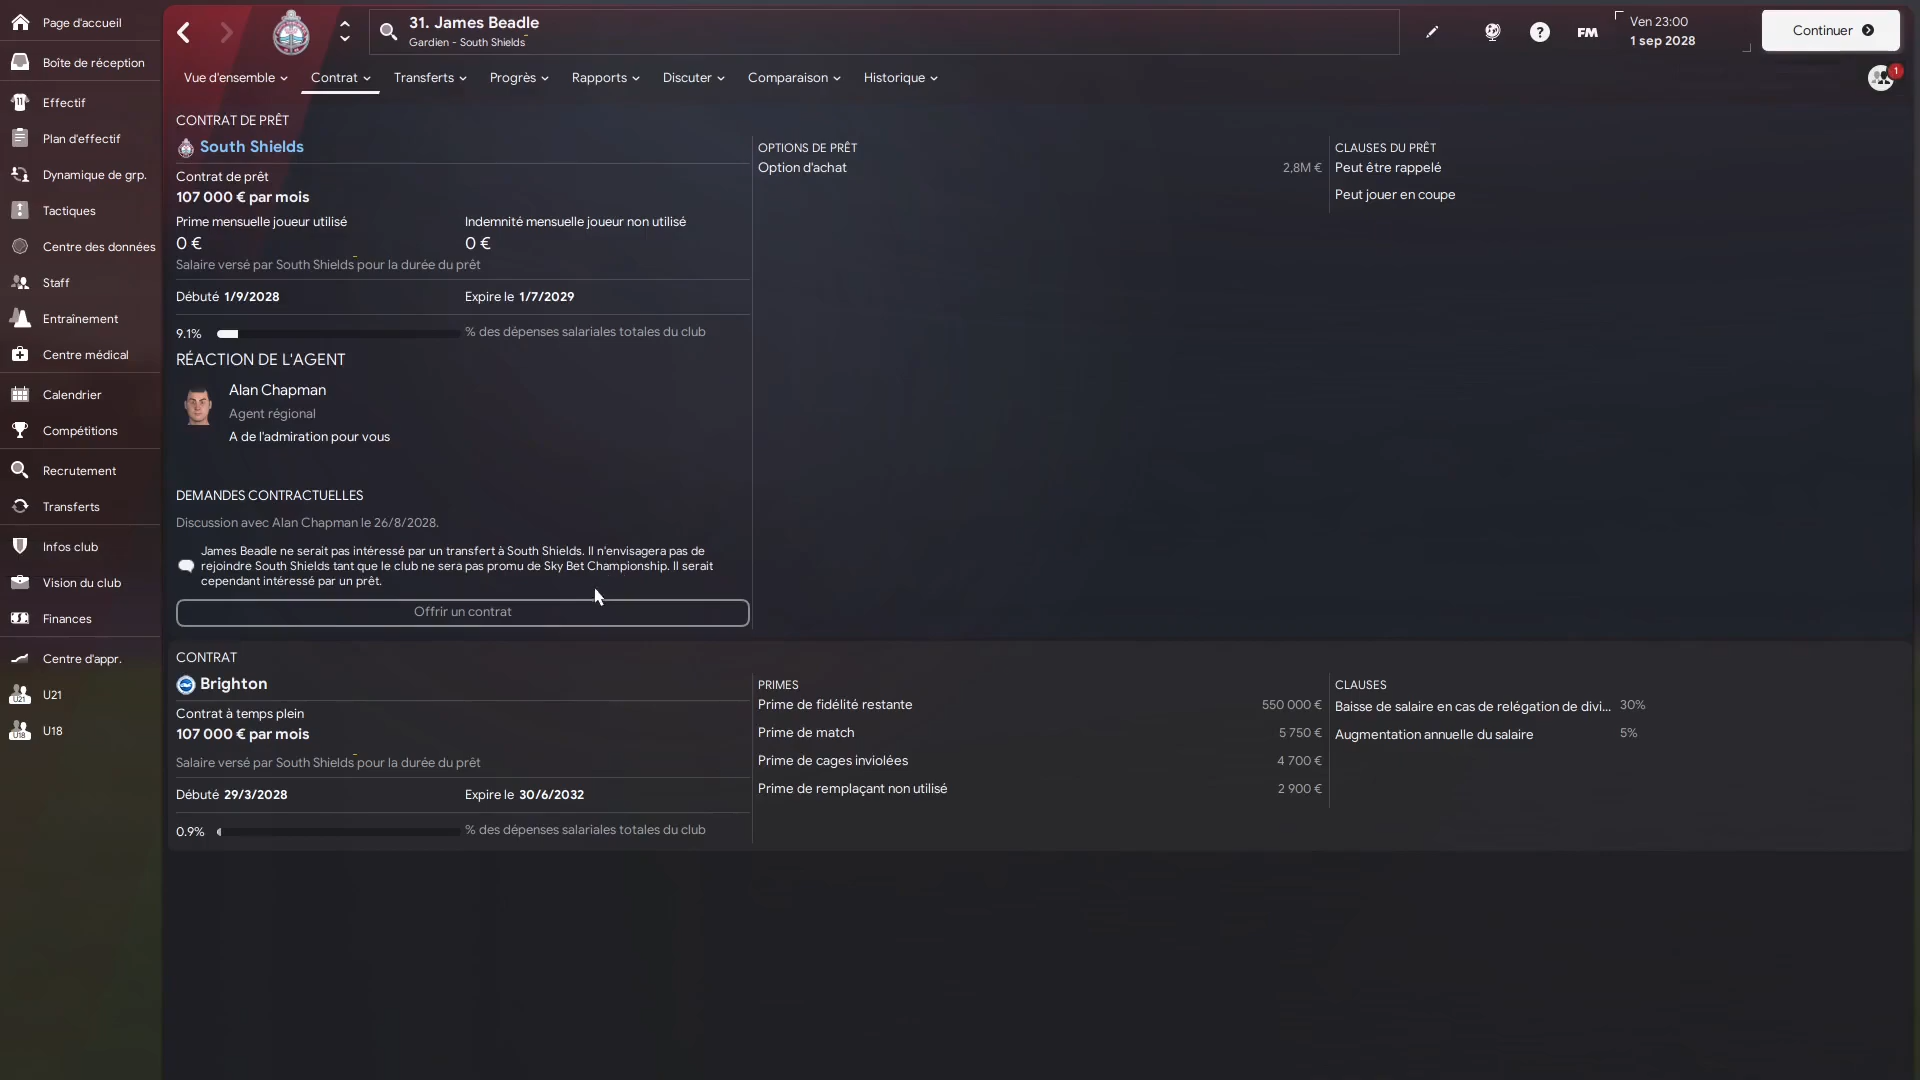 Page d'accueil
Boîte de réception
Effectif
Plan d'effectif
Dynamique de grp.
Tactiques
Centre des données
Staff
Entraînement
Centre médical
Calendrier
Compétitions
Recrutement
Transferts
Infos club
Vision du club
Finances
Centre d'appr.
U21
U18
31. James Beadle
Gardien - South Shields
FM
Ven 23:00
1 sep 2028
Continuer
Vue d'ensemble
Contrat
Transferts
Progrès
Rapports
Discuter
Comparaison
Historique
1
CONTRAT DE PRÊT
South Shields
Contrat de prêt
107 000 € par mois
Prime mensuelle joueur utilisé
Indemnité mensuelle joueur non utilisé
0 €
0 €
Salaire versé par South Shields pour la durée du prêt
Débuté 1/9/2028
Expire le 1/7/2029
9.1%
% des dépenses salariales totales du club
OPTIONS DE PRÊT
Option d'achat
2,8M €
CLAUSES DU PRÊT
Peut être rappelé
Peut jouer en coupe
RÉACTION DE L'AGENT
Alan Chapman
Agent régional
A de l'admiration pour vous
DEMANDES CONTRACTUELLES
Discussion avec Alan Chapman le 26/8/2028.
James Beadle ne serait pas intéressé par un transfert à South Shields. Il n'envisagera pas de
rejoindre South Shields tant que le club ne sera pas promu de Sky Bet Championship. Il serait
cependant intéressé par un prêt.
Offrir un contrat
CONTRAT
Brighton
Contrat à temps plein
107 000 € par mois
Salaire versé par South Shields pour la durée du prêt
Débuté 29/3/2028
Expire le 30/6/2032
0.9%
% des dépenses salariales totales du club
PRIMES
Prime de fidélité restante
550 000 €
Prime de match
5 750 €
Prime de cages inviolées
4 700 €
Prime de remplaçant non utilisé
2 900 €
CLAUSES
Baisse de salaire en cas de relégation de divi...
30%
Augmentation annuelle du salaire
5%